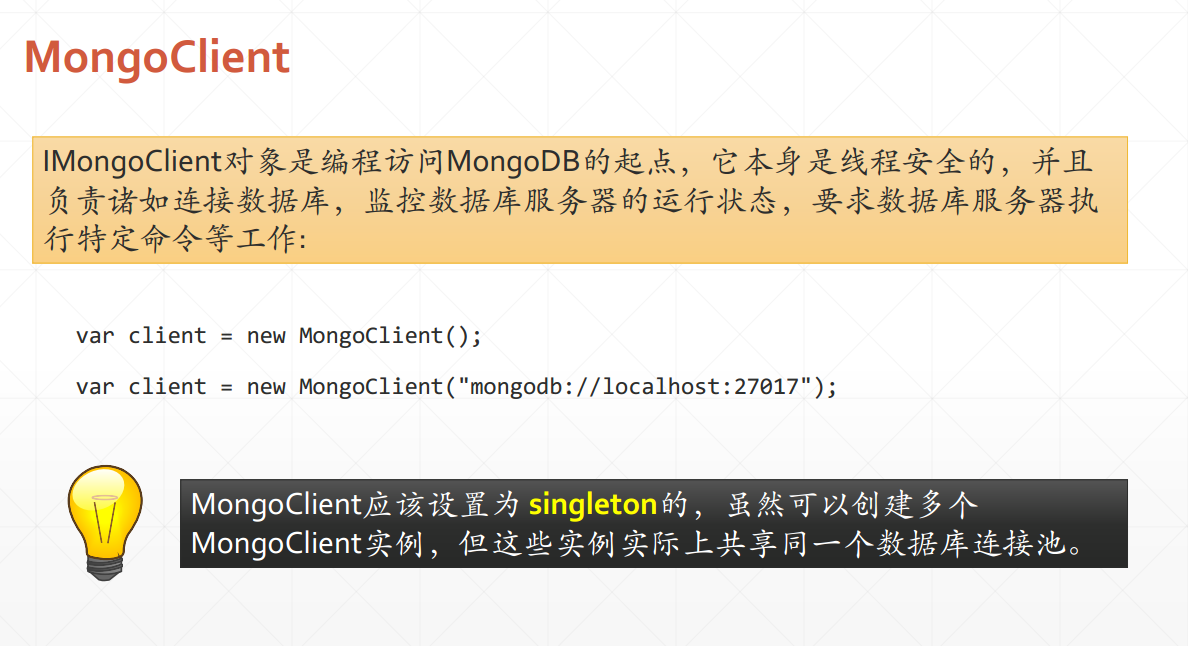 MongoClient
IMongoClient对象是编程访问MongoDB的起点，它本身是线程安全的，并且
负责诸如连接数据库，监控数据库服务器的运行状态，要求数据库服务器执
行特定命令等工作:
var client = new MongoClient();
var client = new MongoClient("mongodb://localhost:27017");
MongoClient应该设置为 singleton的，虽然可以创建多个
MongoClient实例，但这些实例实际上共享同一个数据库连接池。